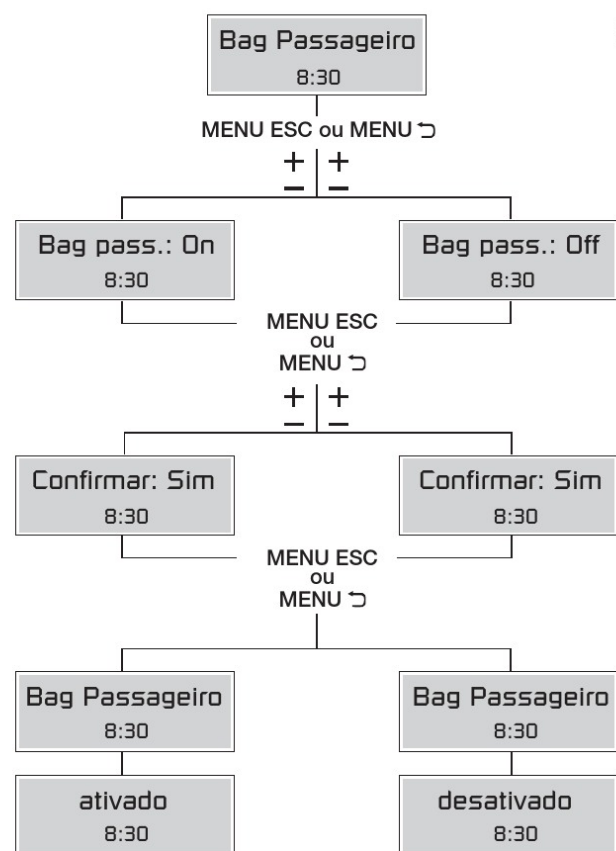 Bag Passageiro
8:30
MENU ESC ou MENU ⮌
+ +
− −
Bag pass.: On
8:30
Bag pass.: Off
8:30
MENU ESC
ou
MENU ⮌
+ +
− −
Confirmar: Sim
8:30
Confirmar: Sim
8:30
MENU ESC
ou
MENU ⮌
Bag Passageiro
8:30
Bag Passageiro
8:30
ativado
8:30
desativado
8:30